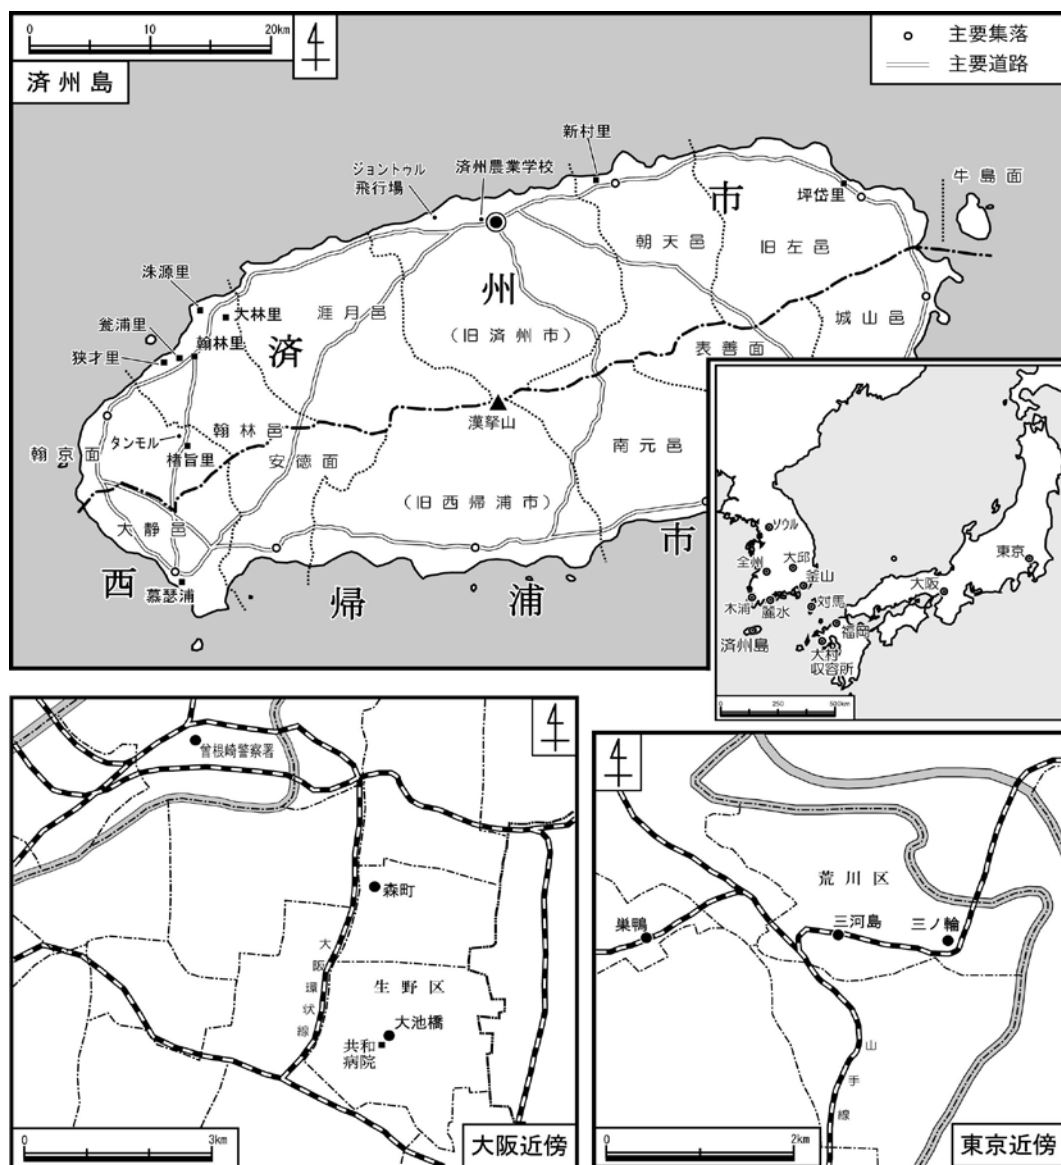 0 10 20km
済州島
主要集落
主要道路
新村里
ジョントゥル
飛行場
済州農業学校
市
坪岱里
牛島面
朝天邑
旧左邑
洙源里
大林里
涯月邑
州
(旧済州市)
城山邑
瓮浦里
翰林里
済
表善面
狭才里
漢拏山
タンモル
翰林邑
翰京面
楮旨里
安徳面
南元邑
(旧西帰浦市)
大静邑
西
帰
浦
市
慕瑟浦
ソウル
全州
大邱
釜山
木浦
麗水
対馬
済州島
福岡
大村
収容所
大阪
東京
0 250 500km
曾根崎警察署
森町
大阪環状線
生野区
大池橋
共和
病院
0 3km
大阪近傍
荒川区
巣鴨
三河島
三ノ輪
山手線
0 2km
東京近傍